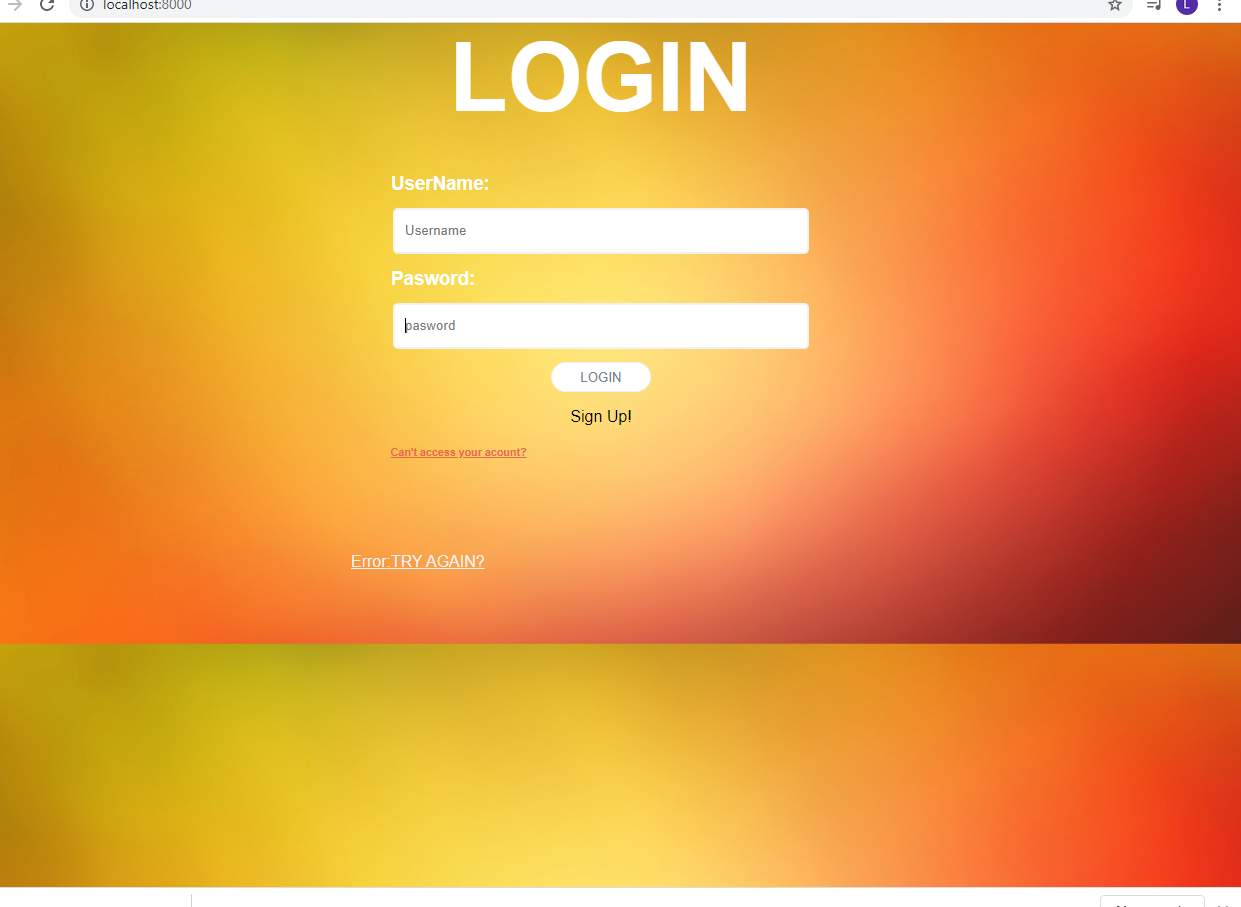 localhost:8000
L
LOGIN
UserName:
Username
Pasword:
pasword
LOGIN
Sign Up!
Can't access your acount?
Error:TRY AGAIN?